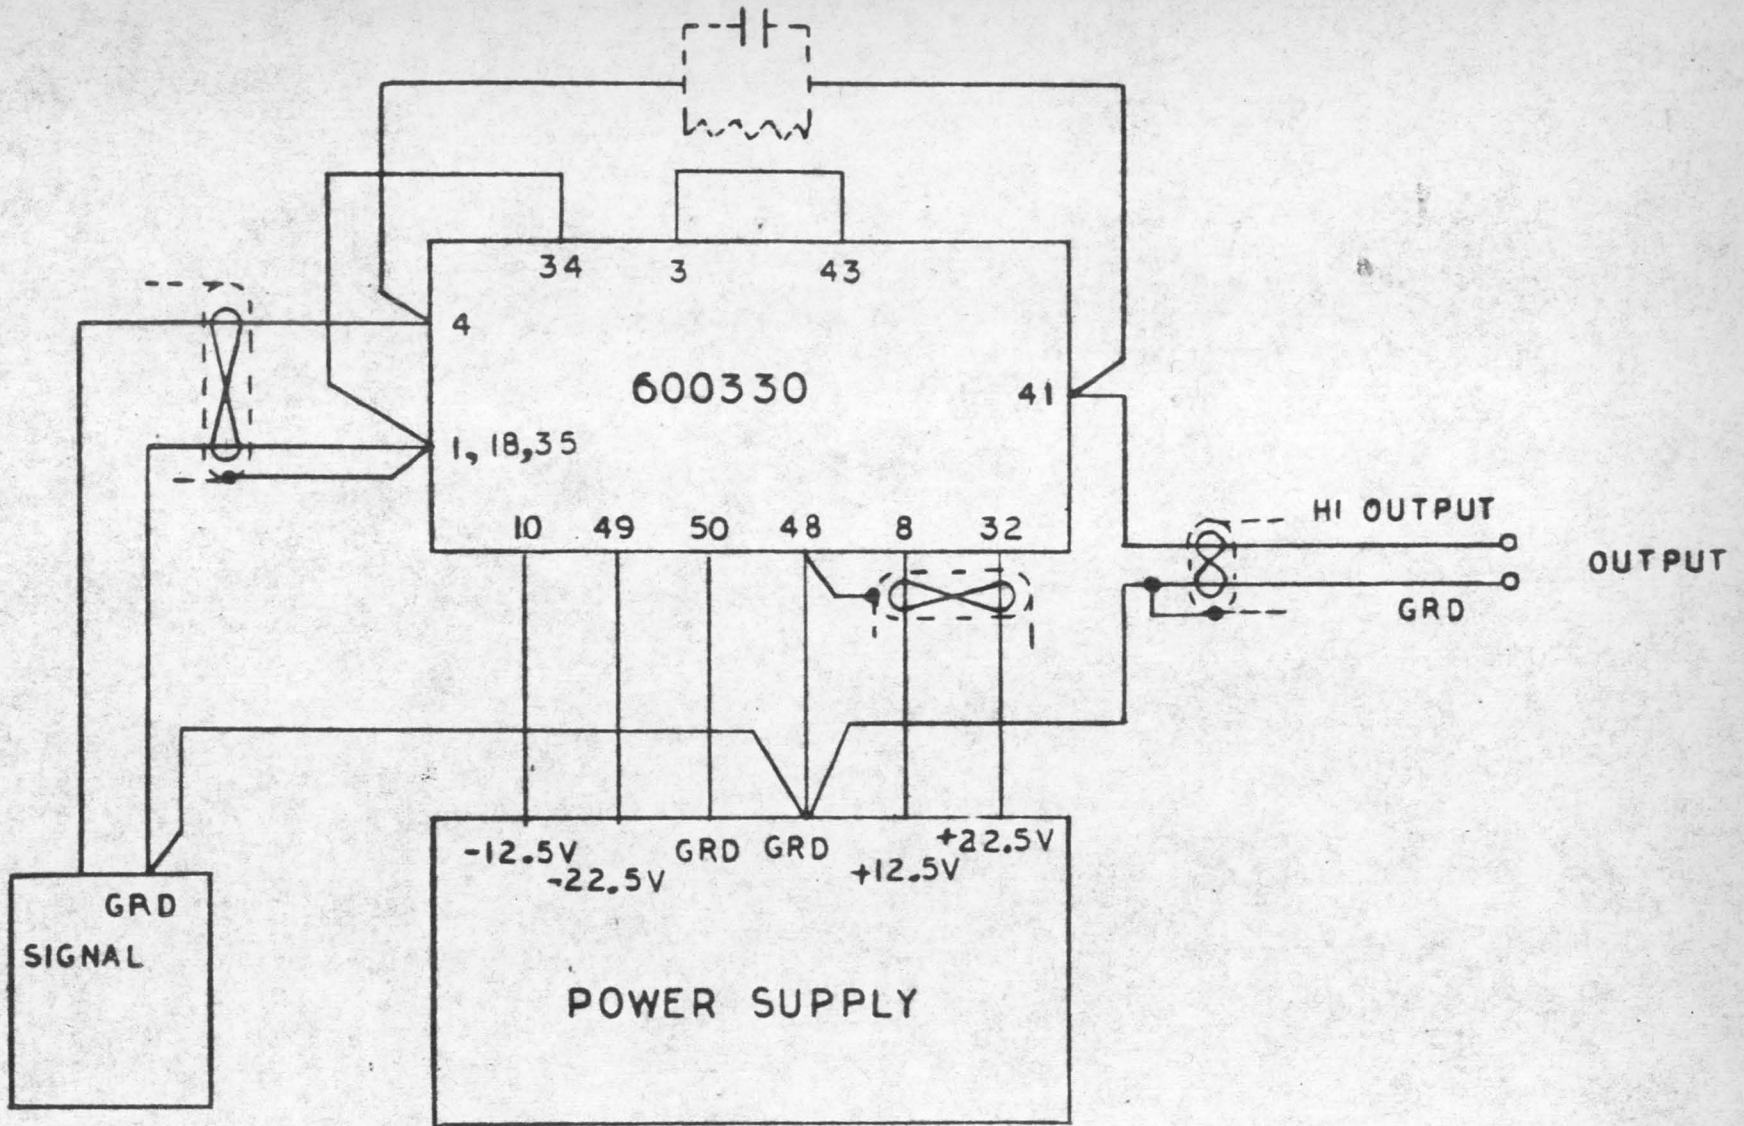 34 3 43
4
600330
41
1, 18, 35
10 49 50 48 8 32
HI OUTPUT
OUTPUT
GRD
-12.5V
-22.5V
GRD GRD
+12.5V
+22.5V
GRD
SIGNAL
POWER SUPPLY